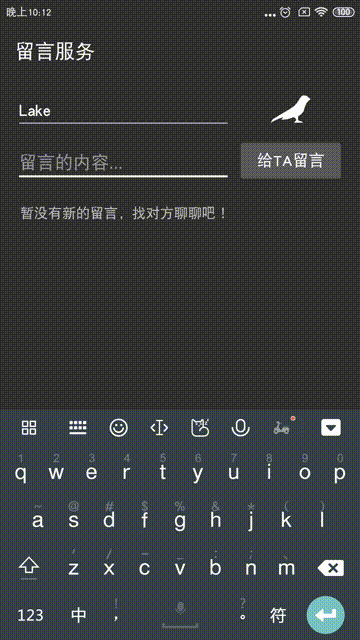 晚上10:12
100
留言服务
Lake
留言的内容...
给TA留言
暂没有新的留言，找对方聊聊吧！
1 2 3 4 5 6 7 8 9 0
q w e r t y u i o p
~ @ # $ % & * ( )
a s d f g h j k l
z x c v b n m
123 中 ！ ， ？ 。 符